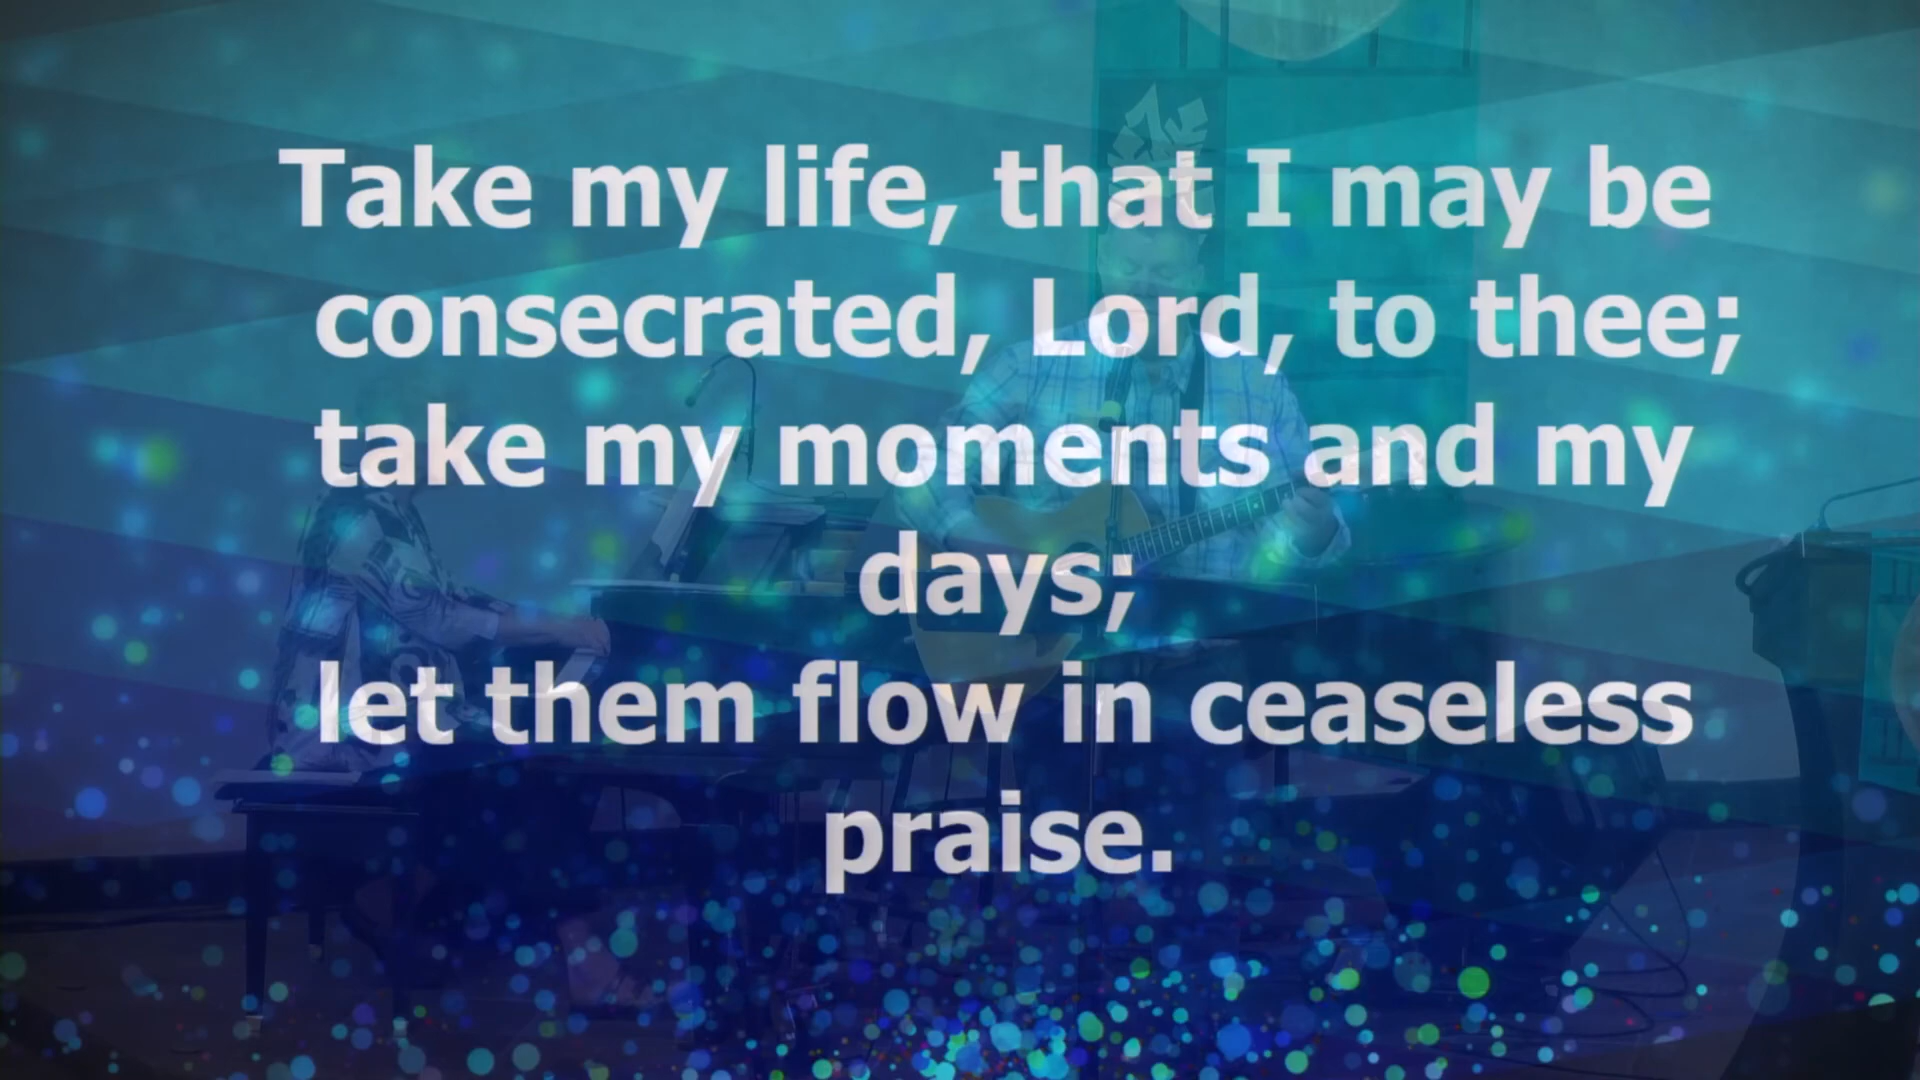 Take my life, that I may be
consecrated, Lord, to thee;
take my moments and my
days;
let them flow in ceaseless
praise.